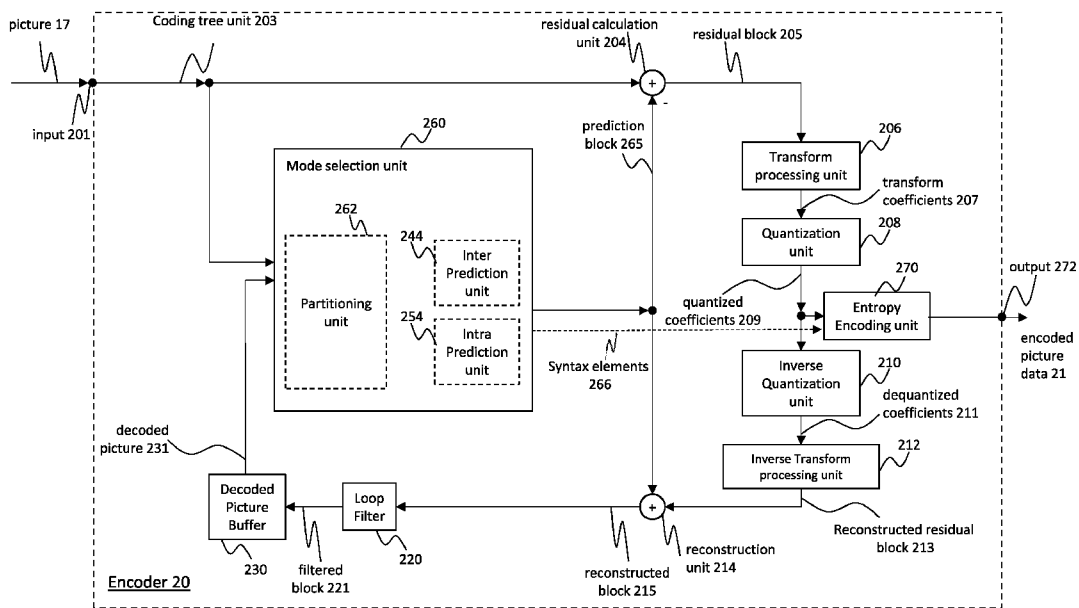 picture 17
Coding tree unit 203
residual calculation
unit 204
residual block 205
input 201
+
-
prediction
block 265
260
Mode selection unit
262
Partitioning
unit
244
Inter
Prediction
unit
254
Intra
Prediction
unit
206
Transform
processing unit
transform
coefficients 207
208
Quantization
unit
quantized
coefficients 209
270
Entropy
Encoding unit
output 272
encoded
picture
data 21
Syntax elements
266
Inverse
Quantization
unit
210
dequantized
coefficients 211
Inverse Transform
processing unit
212
Reconstructed residual
block 213
+
reconstruction
unit 214
reconstructed
block 215
Loop
Filter
220
filtered
block 221
decoded
picture 231
Decoded
Picture
Buffer
230
Encoder 20